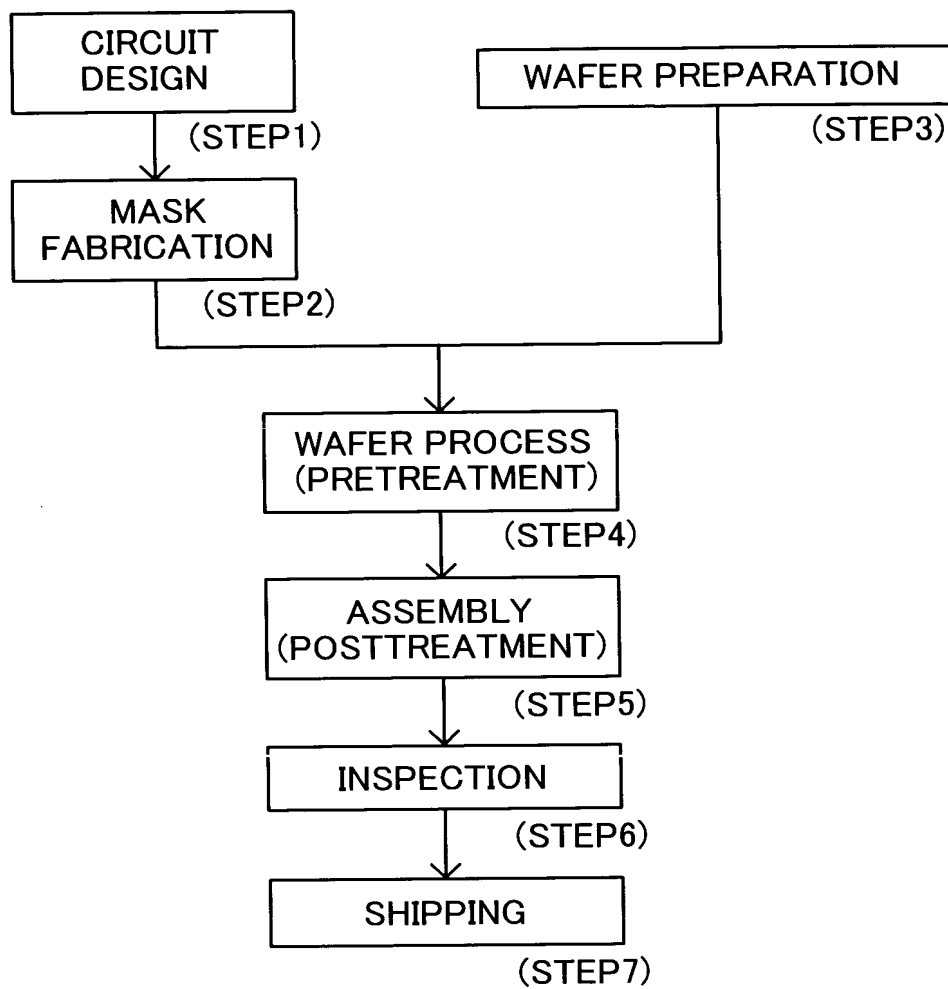 CIRCUIT
DESIGN
(STEP1)
MASK
FABRICATION
(STEP2)
WAFER PREPARATION
(STEP3)
WAFER PROCESS
(PRETREATMENT)
(STEP4)
ASSEMBLY
(POSTTREATMENT)
(STEP5)
INSPECTION
(STEP6)
SHIPPING
(STEP7)